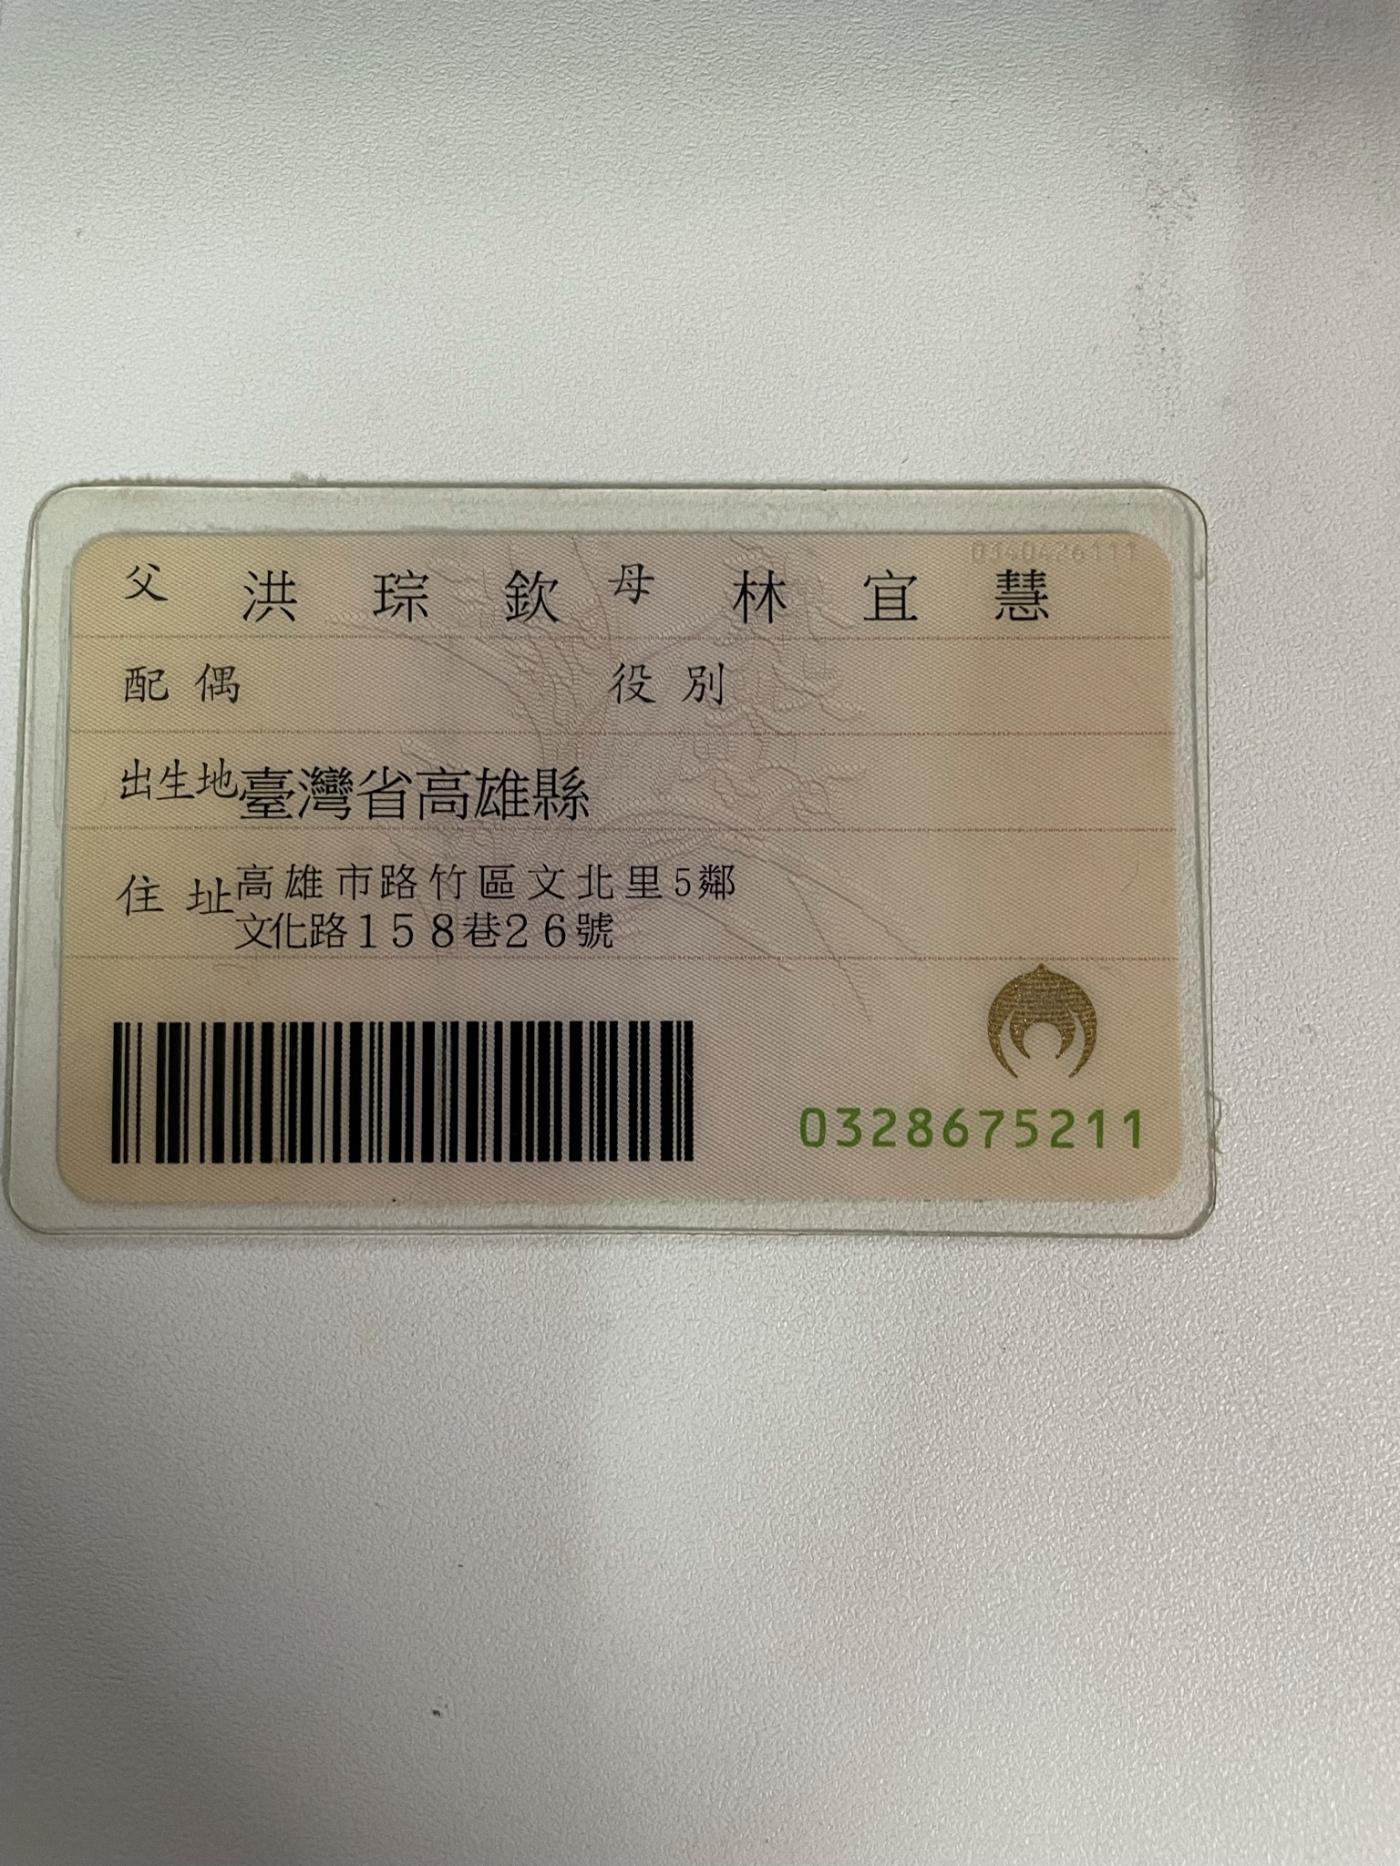 0340426111
父 洪琮欽 母 林宜慧
配偶 役別
出生地 臺灣省高雄縣
住址 高雄市路竹區文北里5鄰
文化路158巷26號
0328675211